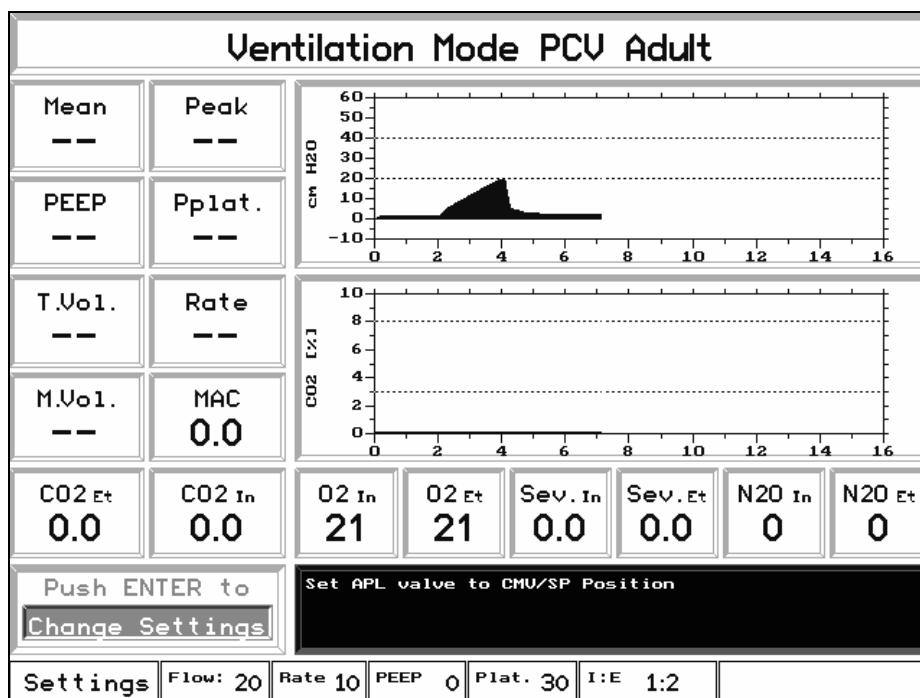 Ventilation Mode PCV Adult
Mean
--
Peak
--
PEEP
--
Pplat.
--
T.Vol.
--
Rate
--
M.Vol.
--
MAC
0.0
cm H2O
60
50
40
30
20
10
0
-10
0 2 4 6 8 10 12 14 16
CO2 [%]
10
8
6
4
2
0
0 2 4 6 8 10 12 14 16
CO2 Et
0.0
CO2 In
0.0
O2 In
21
O2 Et
21
Sev. In
0.0
Sev. Et
0.0
N2O In
0
N2O Et
0
Push ENTER to
Change Settings
Set APL valve to CMV/SP Position
Settings Flow: 20 Rate 10 PEEP 0 Plat. 30 I:E 1:2